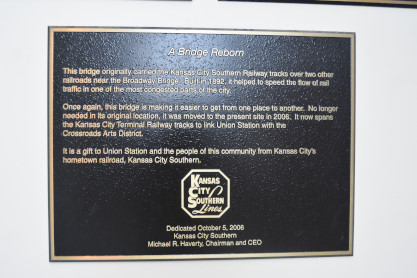 A Bridge Reborn
This bridge originally carried the Kansas City Southern Railway tracks over two other
railroads near the Broadway Bridge. Built in 1892, it helped to speed the flow of rail
traffic in one of the most congested parts of the city.
Once again, this bridge is making it easier to get from one place to another. No longer
needed in its original location, it was moved to the present site in 2006. It now spans
the Kansas City Terminal Railway tracks to link Union Station with the
Crossroads Arts District.
It is a gift to Union Station and the people of this community from Kansas City's
hometown railroad, Kansas City Southern.
KANSAS
CITY
SOUTHERN
Lines
Dedicated October 5, 2006
Kansas City Southern
Michael R. Haverty, Chairman and CEO